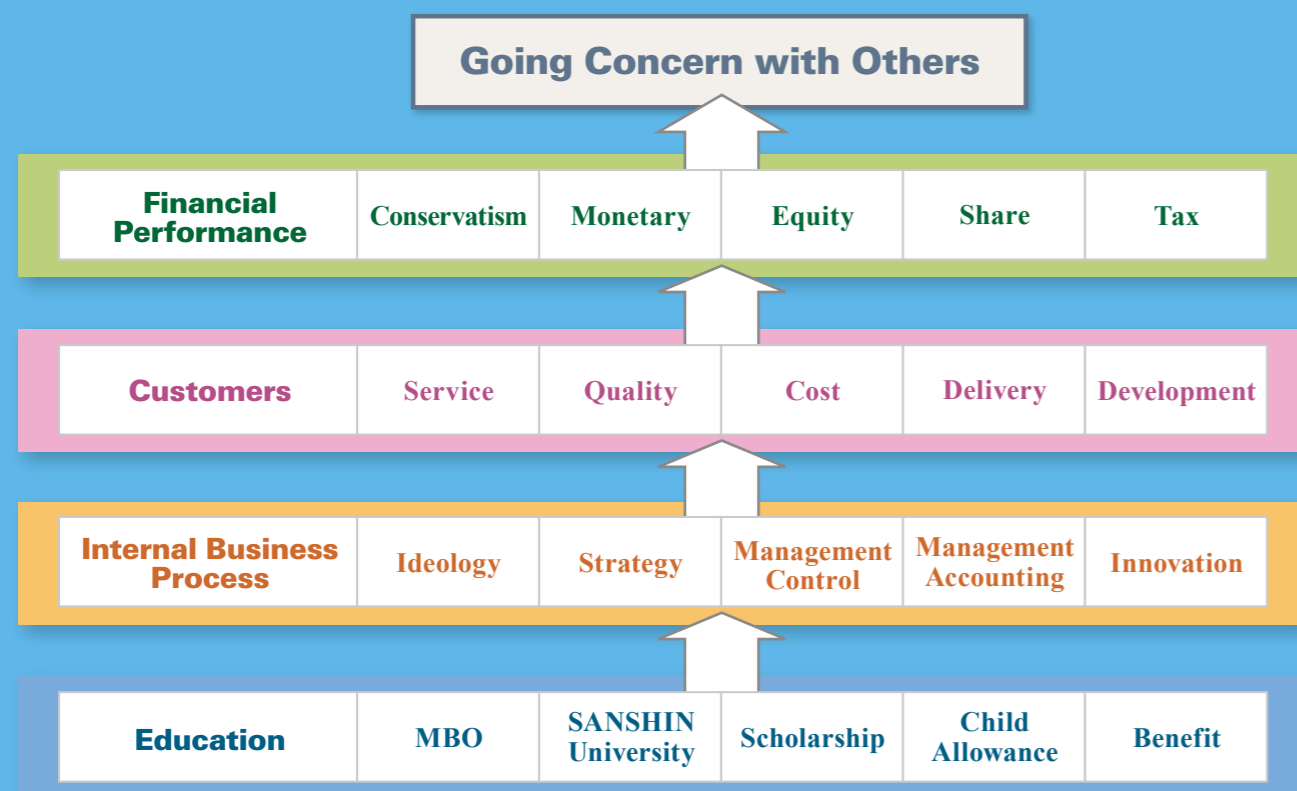 Going Concern with Others
Financial
Performance
Conservatism
Monetary
Equity
Share
Tax
Customers
Service
Quality
Cost
Delivery
Development
Internal Business
Process
Ideology
Strategy
Management
Control
Management
Accounting
Innovation
Education
MBO
SANSHIN
University
Scholarship
Child
Allowance
Benefit